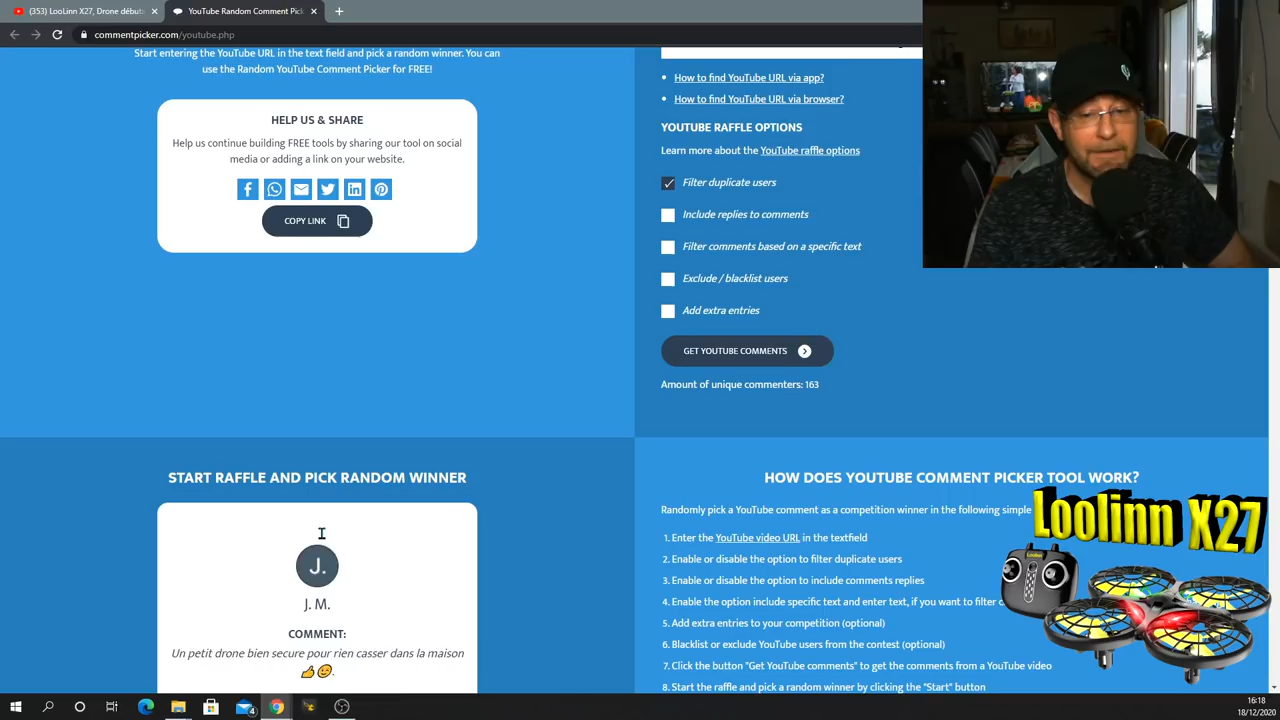 (353) LooLinn X27, Drone début
YouTube Random Comment Pick
commentpicker.com/youtube.php
Start entering the YouTube URL in the text field and pick a random winner. You can
use the Random YouTube Comment Picker for FREE!
HELP US & SHARE
Help us continue building FREE tools by sharing our tool on social
media or adding a link on your website.
COPY LINK
How to find YouTube URL via app?
How to find YouTube URL via browser?
YOUTUBE RAFFLE OPTIONS
Learn more about the YouTube raffle options
Filter duplicate users
Include replies to comments
Filter comments based on a specific text
Exclude / blacklist users
Add extra entries
GET YOUTUBE COMMENTS
Amount of unique commenters: 163
START RAFFLE AND PICK RANDOM WINNER
J.
J. M.
COMMENT:
Un petit drone bien secure pour rien casser dans la maison
👍😉.
HOW DOES YOUTUBE COMMENT PICKER TOOL WORK?
Randomly pick a YouTube comment as a competition winner in the following simple
1. Enter the YouTube video URL in the textfield
2. Enable or disable the option to filter duplicate users
3. Enable or disable the option to include comments replies
4. Enable the option include specific text and enter text, if you want to filter
5. Add extra entries to your competition (optional)
6. Blacklist or exclude YouTube users from the contest (optional)
7. Click the button "Get YouTube comments" to get the comments from a YouTube video
8. Start the raffle and pick a random winner by clicking the "Start" button
Loolinn X27
4
16:18
18/12/2020